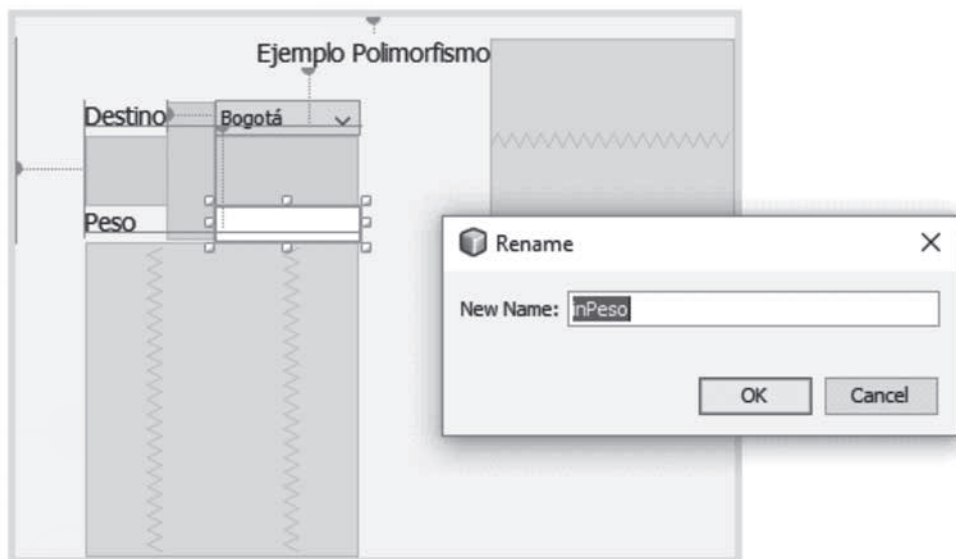 Ejemplo Polimorfismo
Destino
Bogotá
Peso
Rename
New Name:
inPeso
OK
Cancel